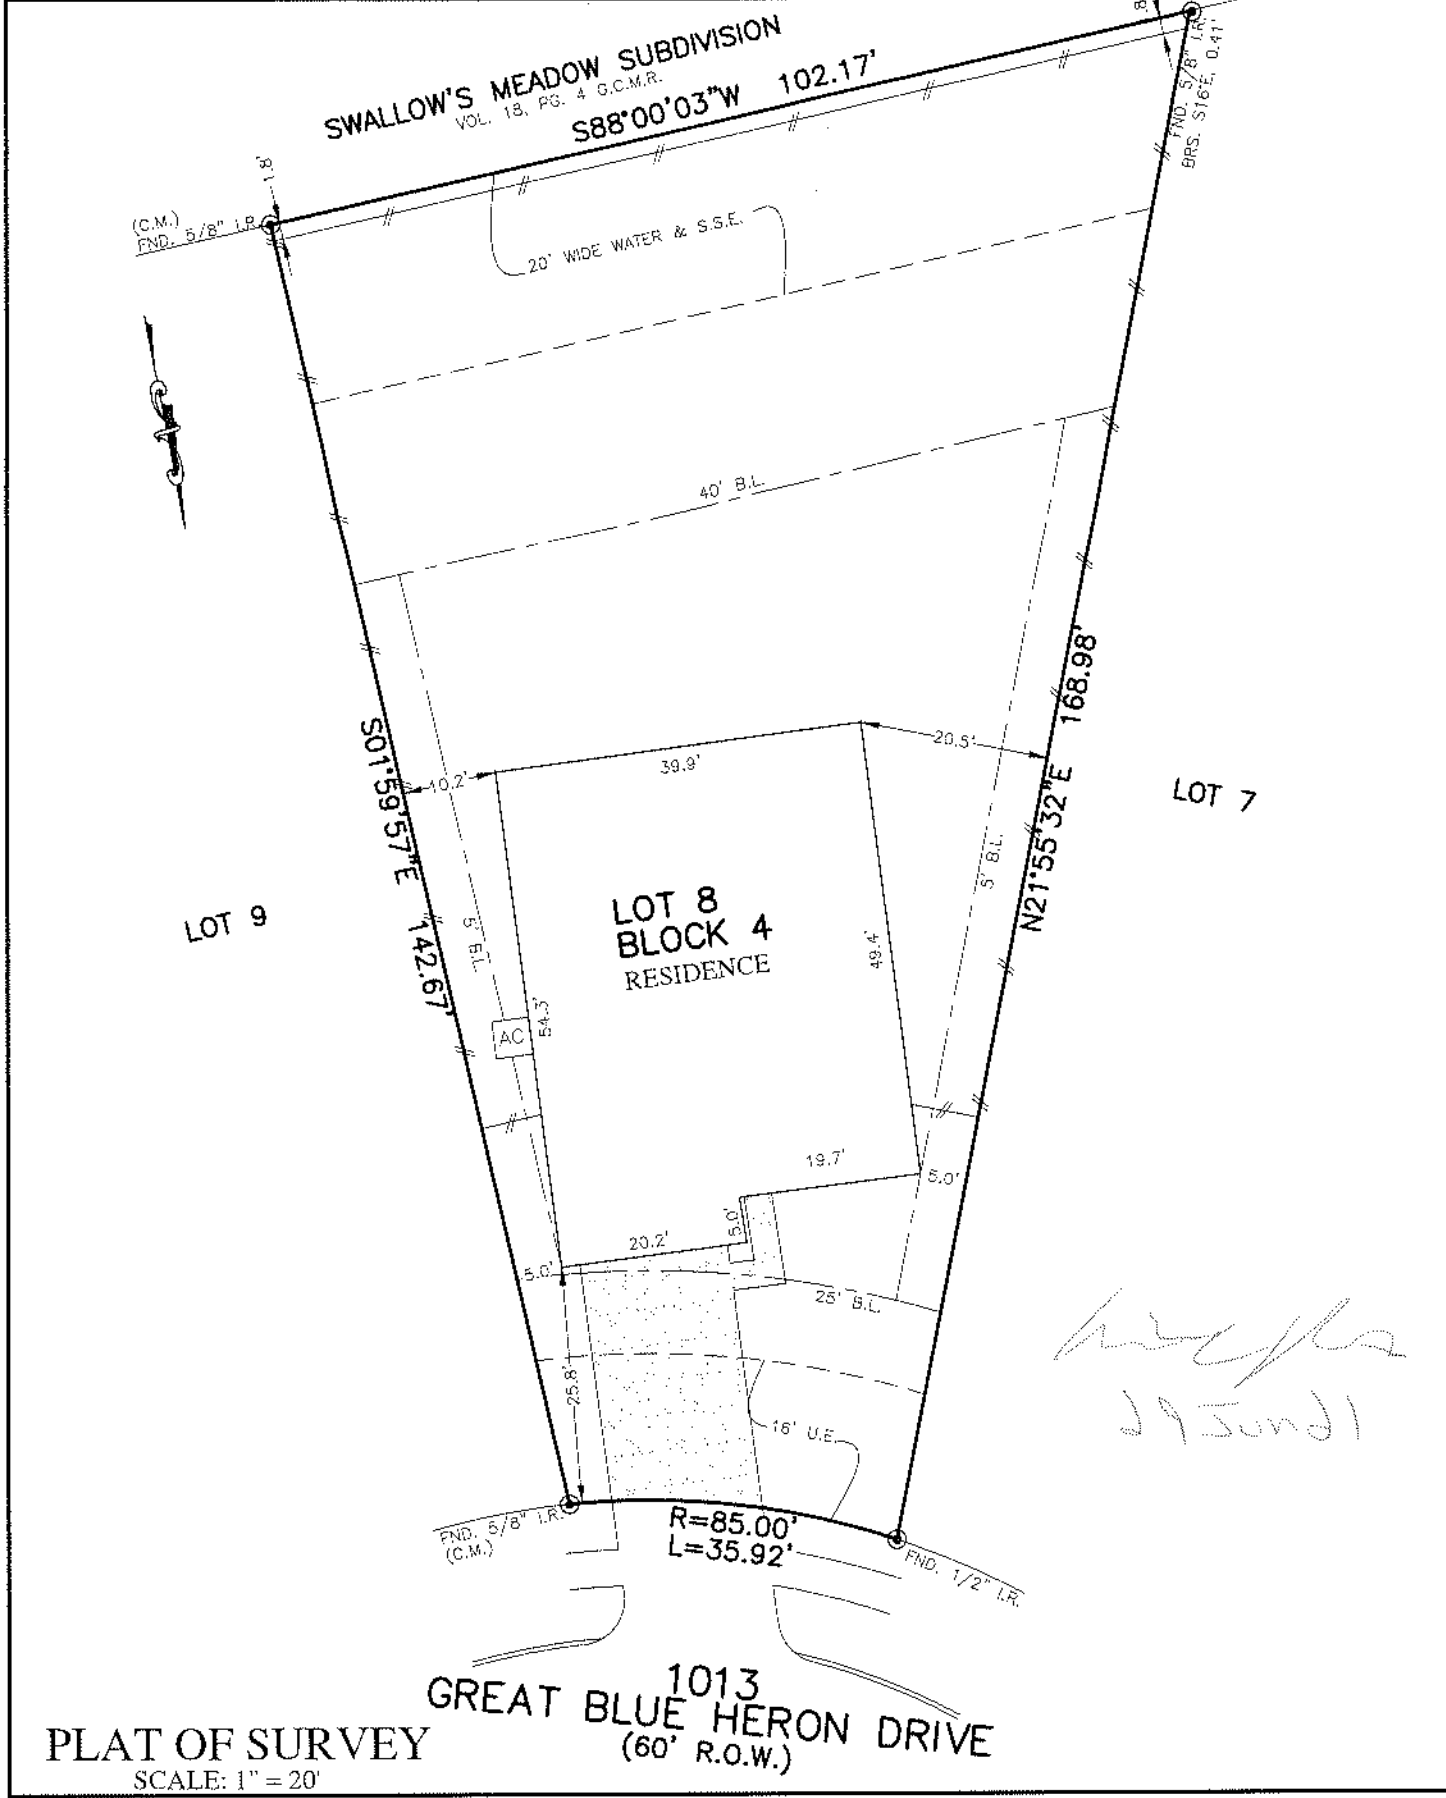 SWALLOW'S MEADOW SUBDIVISION
VOL. 18, PG. 4 G.C.M.R.
S88°00'03"W 102.17'
FND. 5/8" I.R.
BRS. S16°E, 0.41'
1.8'
(C.M.)
FND. 5/8" I.R.
20' WIDE WATER & S.S.E.
40' B.L.
S01°59'57"E 142.67'
N21°55'32"E 168.98'
10.2'
39.9'
20.5'
LOT 7
LOT 9
5' B.L.
5' B.L.
LOT 8
BLOCK 4
RESIDENCE
49.4'
54.3'
AC
19.7'
5.0'
5.0'
20.2'
5.0'
25' B.L.
25.8'
16' U.E.
29 Jun 21
R=85.00'
L=35.92'
FND. 5/8" I.R.
(C.M.)
FND. 1/2" I.R.
1013
GREAT BLUE HERON DRIVE
(60' R.O.W.)
PLAT OF SURVEY
SCALE: 1" = 20'